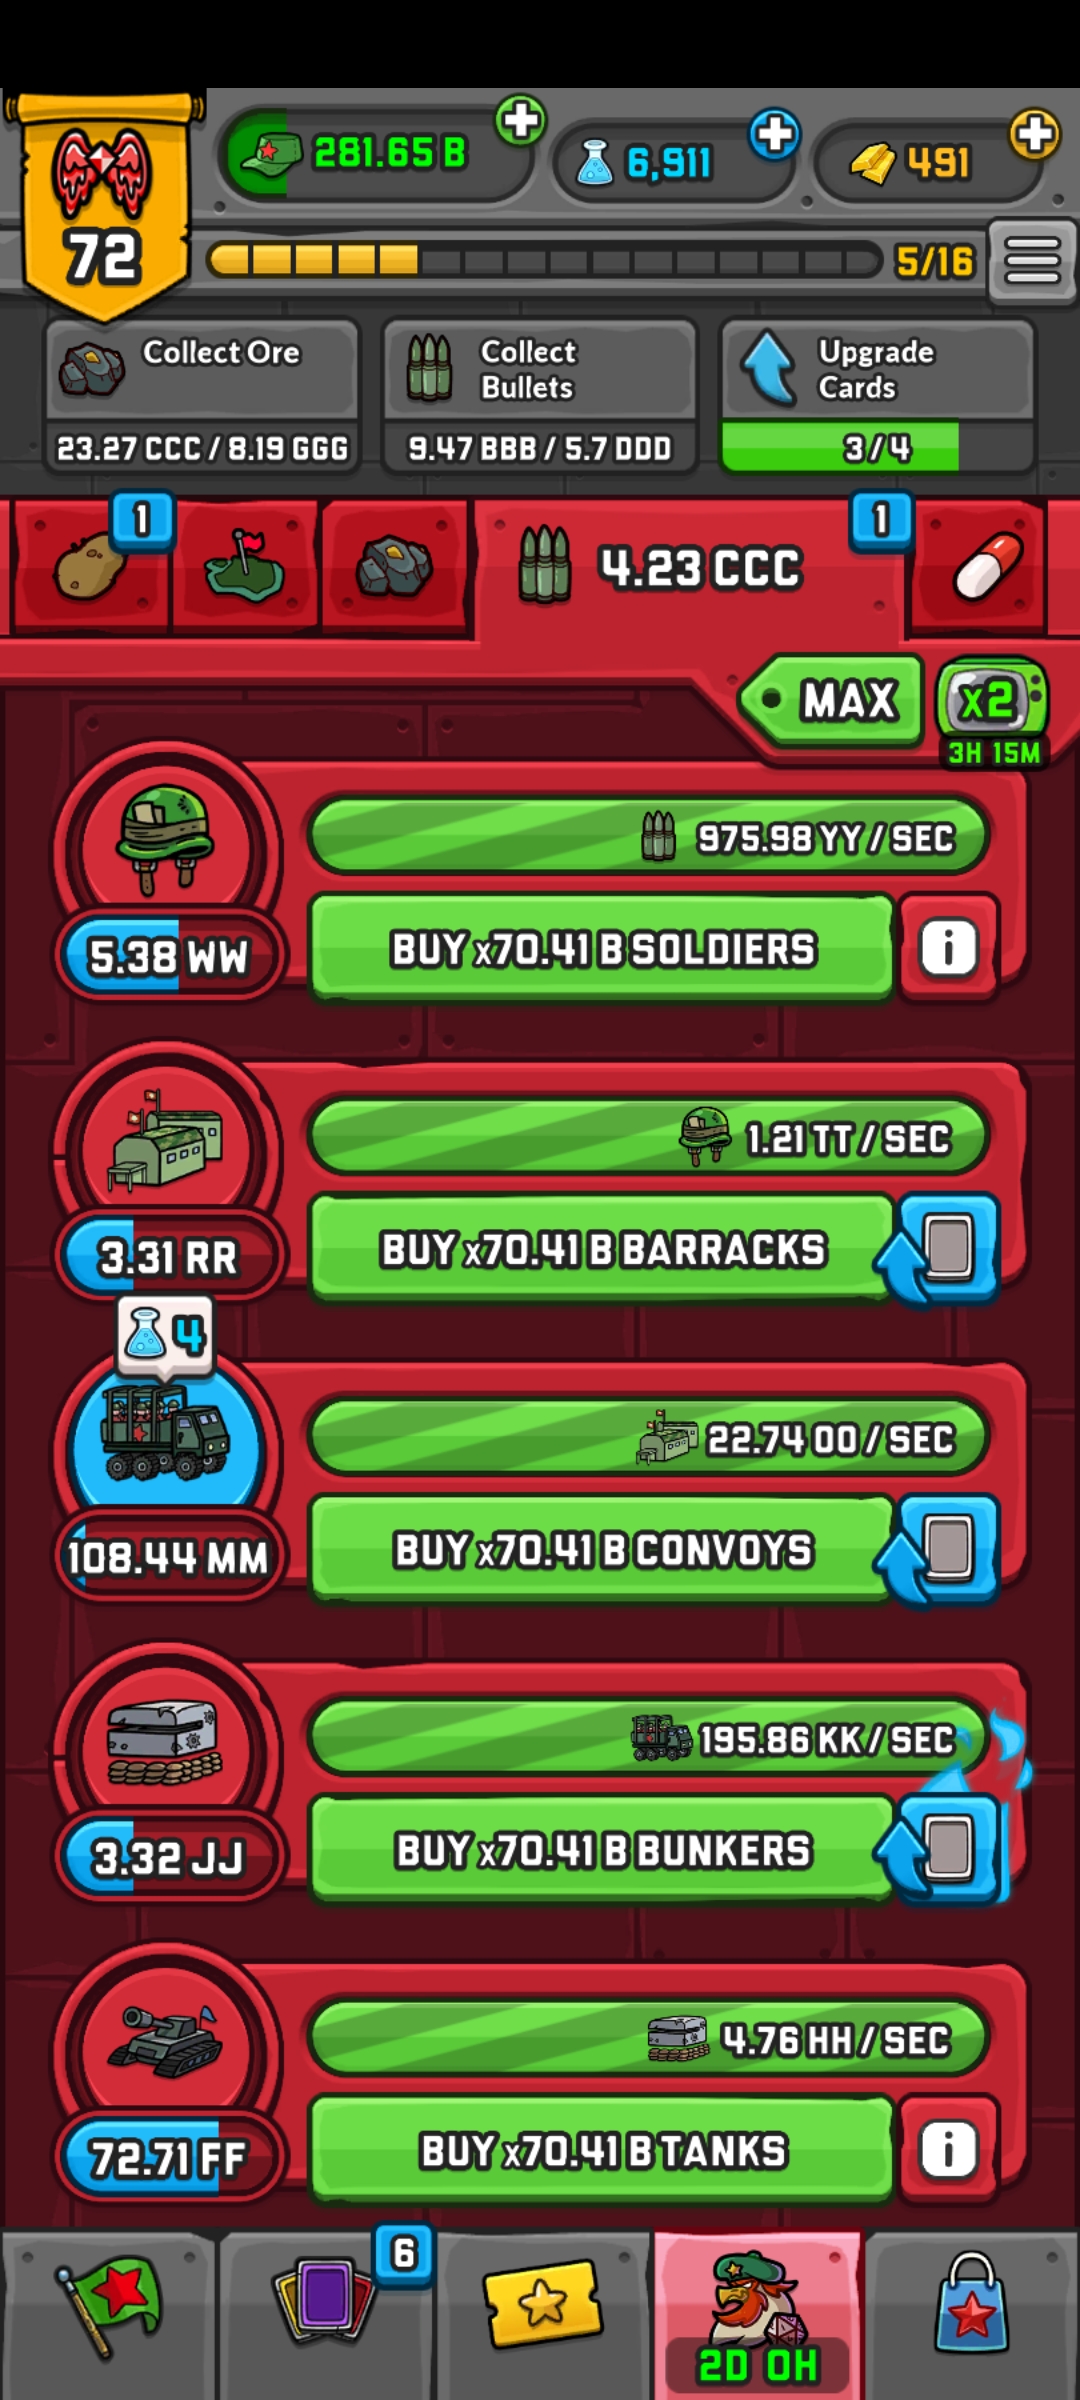 72
281.65 B
6,911
491
5/16
Collect Ore
23.27 CCC / 8.19 GGG
Collect
Bullets
9.47 BBB / 5.7 DDD
Upgrade
Cards
3/4
1
4.23 CCC
1
MAX
x2
3H 15M
975.98 YY / SEC
5.38 WW
BUY x70.41 B SOLDIERS
i
1.21 TT / SEC
3.31 RR
BUY x70.41 B BARRACKS
4
22.74 OO / SEC
108.44 MM
BUY x70.41 B CONVOYS
195.86 KK / SEC
3.32 JJ
BUY x70.41 B BUNKERS
4.76 HH / SEC
72.71 FF
BUY x70.41 B TANKS
i
6
2D 0H